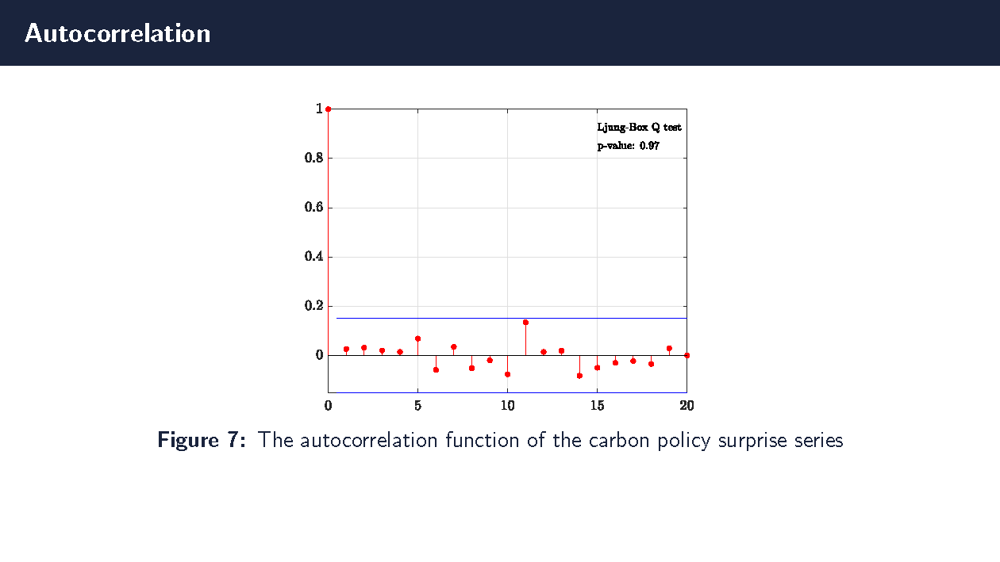 Autocorrelation
1
Ljung-Box Q test
p-value: 0.97
0.8
0.6
0.4
0.2
0
0 5 10 15 20
Figure 7: The autocorrelation function of the carbon policy surprise series